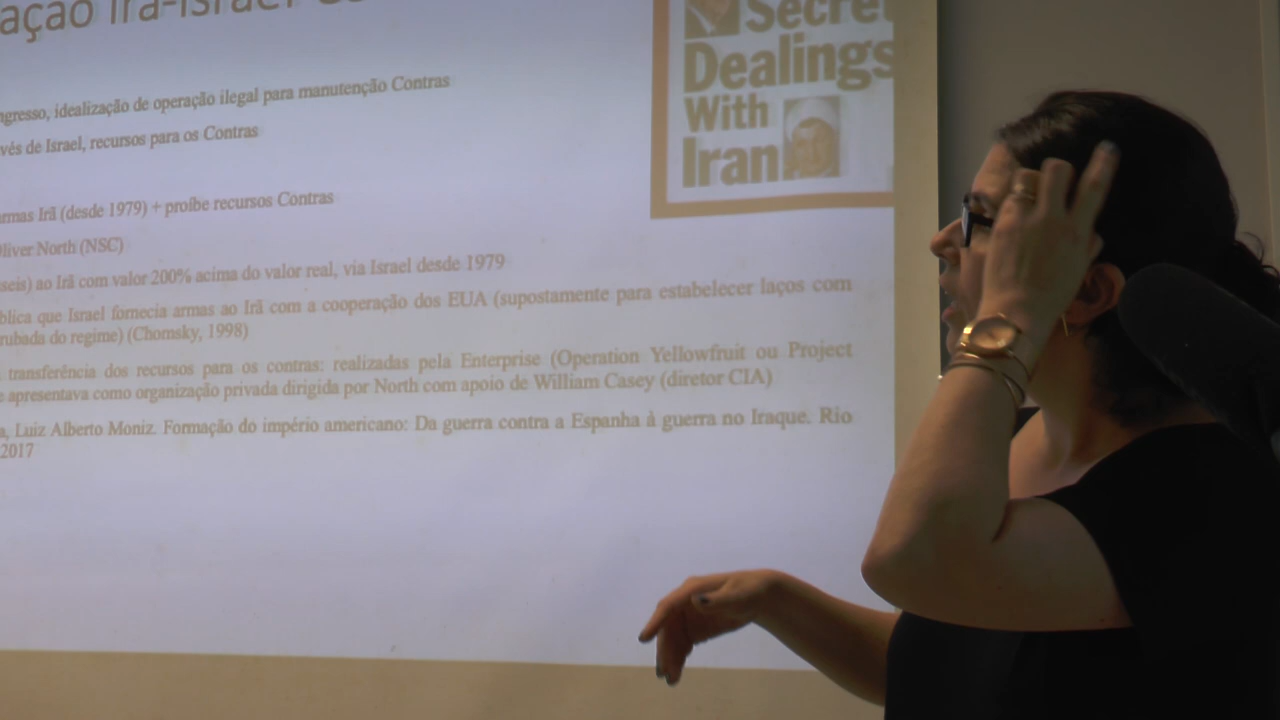 ação Irã-Israel
Secret
Dealings
With
Iran
ngresso, idealização de operação ilegal para manutenção Contras
vés de Israel, recursos para os Contras
rmas Irã (desde 1979) + proíbe recursos Contras
Oliver North (NSC)
seis) ao Irã com valor 200% acima do valor real, via Israel desde 1979
blica que Israel fornecia armas ao Irã com a cooperação dos EUA (supostamente para estabelecer laços com
rubada do regime) (Chomsky, 1998)
transferência dos recursos para os contras: realizadas pela Enterprise (Operation Yellowfruit ou Project
e apresentava como organização privada dirigida por North com apoio de William Casey (diretor CIA)
a, Luiz Alberto Moniz. Formação do império americano: Da guerra contra a Espanha à guerra no Iraque. Rio
2017